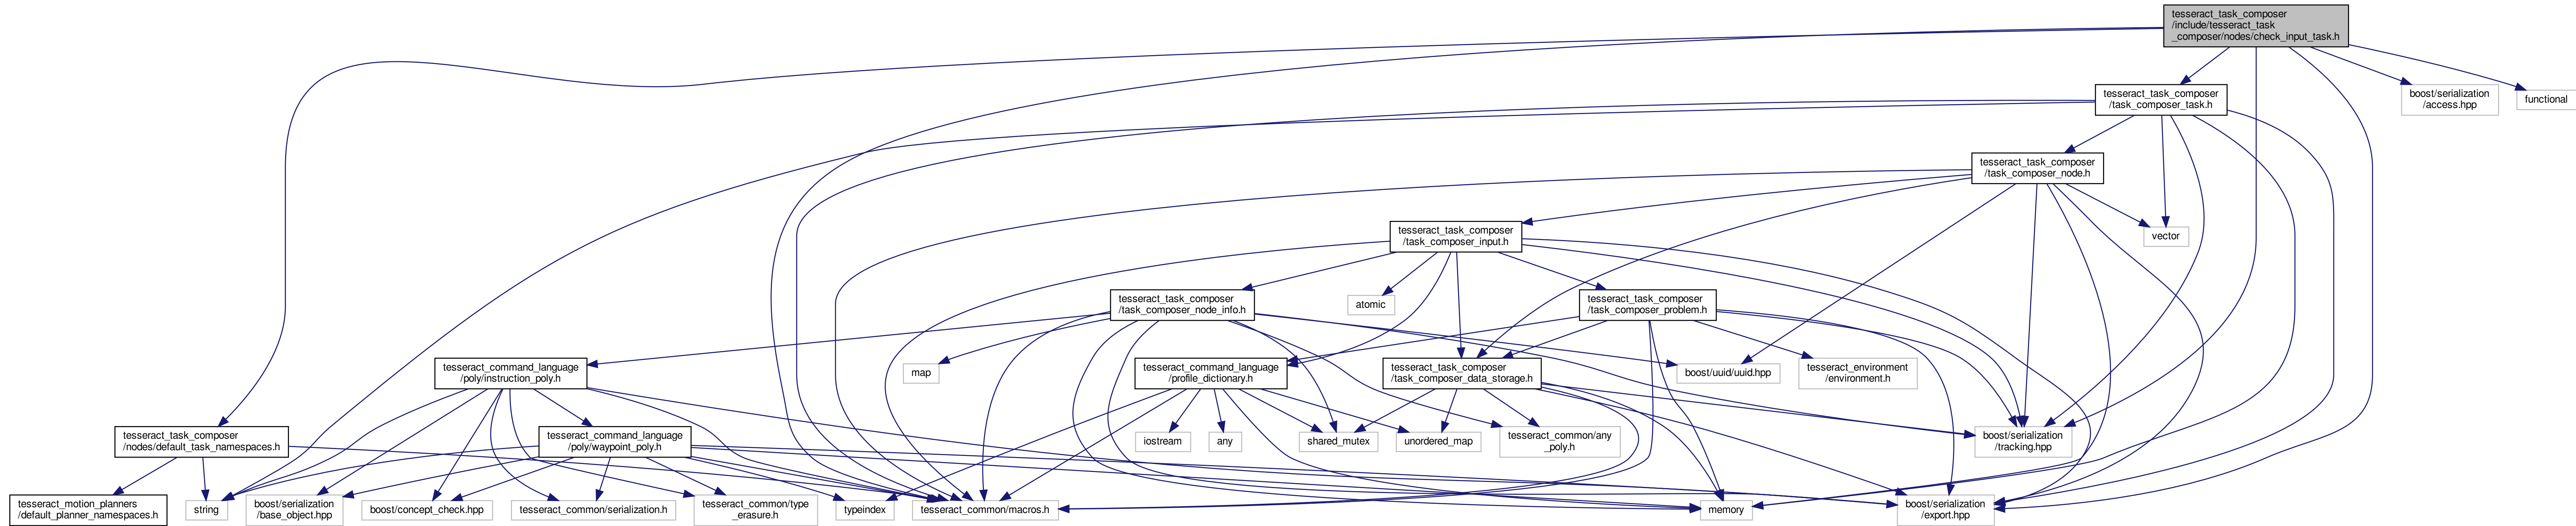 tesseract_task_composer
/include/tesseract_task
_composer/nodes/check_input_task.h
tesseract_task_composer
/task_composer_task.h
boost/serialization
/access.hpp
functional
tesseract_task_composer
/task_composer_node.h
tesseract_task_composer
/task_composer_input.h
vector
tesseract_task_composer
/task_composer_node_info.h
atomic
tesseract_task_composer
/task_composer_problem.h
tesseract_command_language
/poly/instruction_poly.h
map
tesseract_command_language
/profile_dictionary.h
tesseract_task_composer
/task_composer_data_storage.h
boost/uuid/uuid.hpp
tesseract_environment
/environment.h
tesseract_task_composer
/nodes/default_task_namespaces.h
tesseract_command_language
/poly/waypoint_poly.h
iostream
any
shared_mutex
unordered_map
tesseract_common/any
_poly.h
boost/serialization
/tracking.hpp
tesseract_motion_planners
/default_planner_namespaces.h
string
boost/serialization
/base_object.hpp
boost/concept_check.hpp
tesseract_common/serialization.h
tesseract_common/type
_erasure.h
typeindex
tesseract_common/macros.h
memory
boost/serialization
/export.hpp